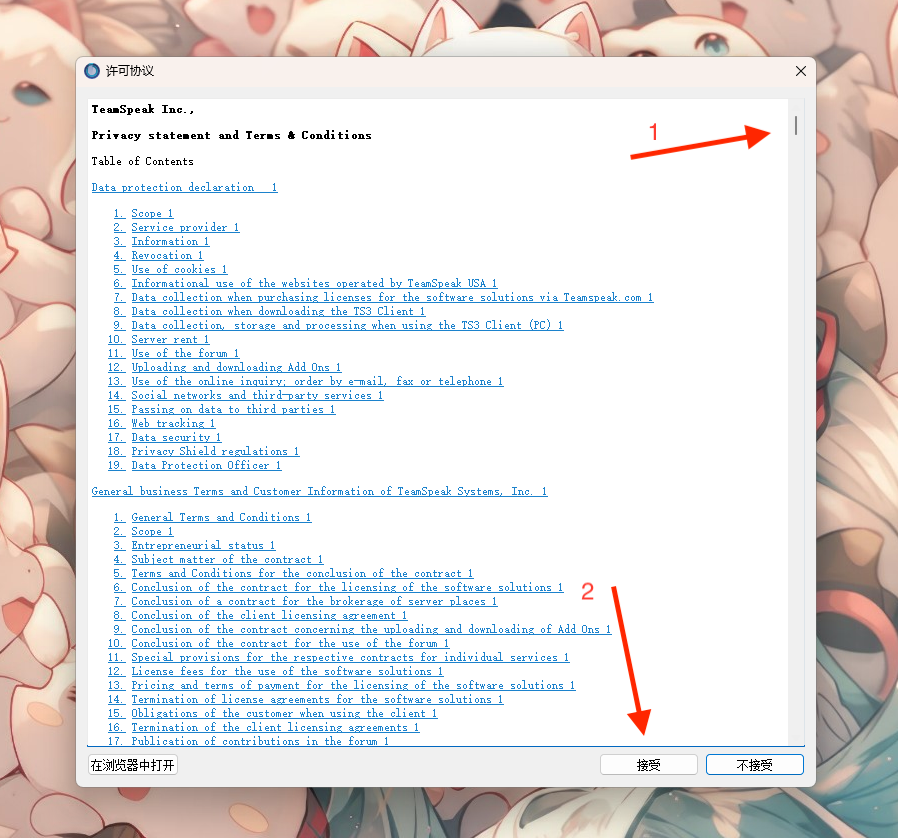 许可协议
TeamSpeak Inc.,
Privacy statement and Terms & Conditions
1
Table of Contents
Data protection declaration 1
1. Scope 1
2. Service provider 1
3. Information 1
4. Revocation 1
5. Use of cookies 1
6. Informational use of the websites operated by TeamSpeak USA 1
7. Data collection when purchasing licenses for the software solutions via Teamspeak.com 1
8. Data collection when downloading the TS3 Client 1
9. Data collection, storage and processing when using the TS3 Client (PC) 1
10. Server rent 1
11. Use of the forum 1
12. Uploading and downloading Add Ons 1
13. Use of the online inquiry; order by e-mail, fax or telephone 1
14. Social networks and third-party services 1
15. Passing on data to third parties 1
16. Web tracking 1
17. Data security 1
18. Privacy Shield regulations 1
19. Data Protection Officer 1
General business Terms and Customer Information of TeamSpeak Systems, Inc. 1
1. General Terms and Conditions 1
2. Scope 1
3. Entrepreneurial status 1
4. Subject matter of the contract 1
5. Terms and Conditions for the conclusion of the contract 1
6. Conclusion of the contract for the licensing of the software solutions 1
2
7. Conclusion of a contract for the brokerage of server places 1
8. Conclusion of the client licensing agreement 1
9. Conclusion of the contract concerning the uploading and downloading of Add Ons 1
10. Conclusion of the contract for the use of the forum 1
11. Special provisions for the respective contracts for individual services 1
12. License fees for the use of the software solutions 1
13. Pricing and terms of payment for the licensing of the software solutions 1
14. Termination of license agreements for the software solutions 1
15. Obligations of the customer when using the client 1
16. Termination of the client licensing agreements 1
17. Publication of contributions in the forum 1
在浏览器中打开
接受
不接受